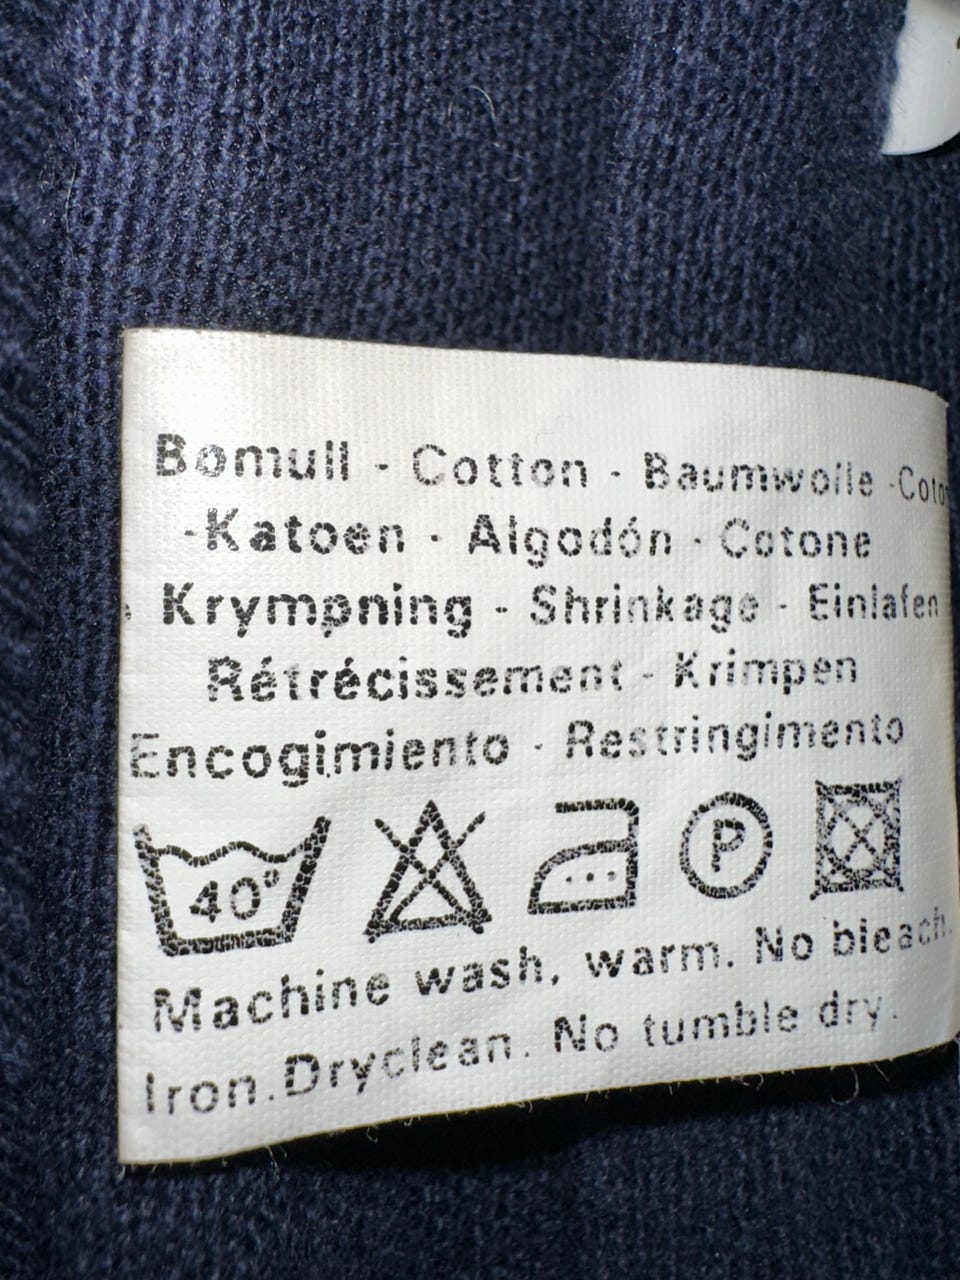 Bomull - Cotton - Baumwolle -Coton
-Katoen - Algodón - Cotone
Krympning - Shrinkage - Einlafen
Rétrécissement - Krimpen
Encogimiento - Restringimento
40° P
Machine wash, warm. No bleach.
Iron.Dryclean. No tumble dry.